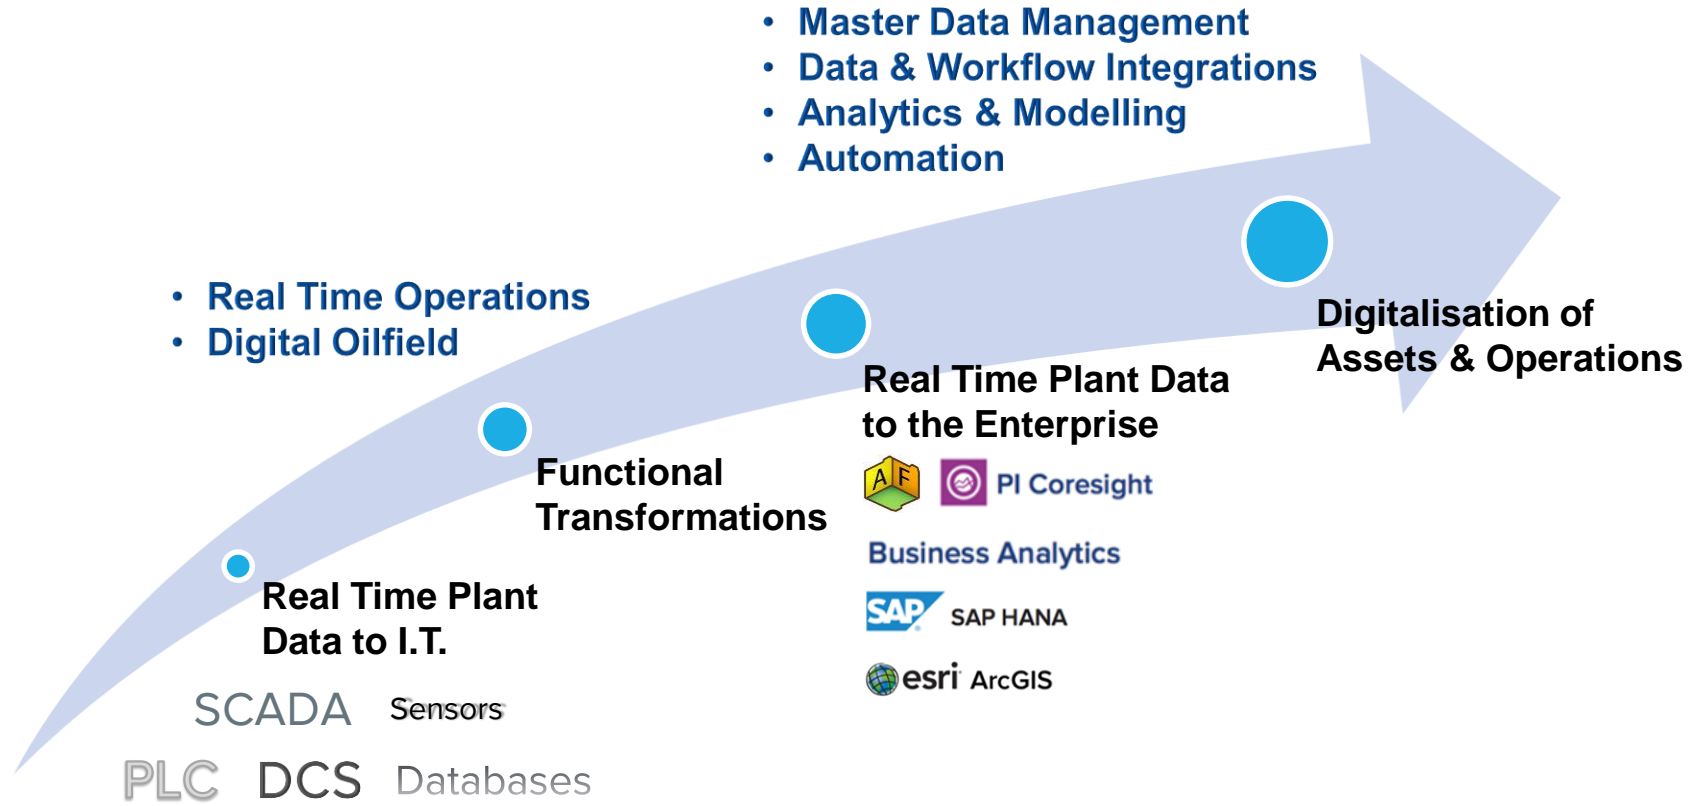 • Master Data Management
• Data & Workflow Integrations
• Analytics & Modelling
• Automation
• Real Time Operations
• Digital Oilfield
Digitalisation of
Assets & Operations
Real Time Plant Data
to the Enterprise
AF PI Coresight
Business Analytics
SAP SAP HANA
esri ArcGIS
Functional
Transformations
Real Time Plant
Data to I.T.
SCADA Sensors
PLC DCS Databases